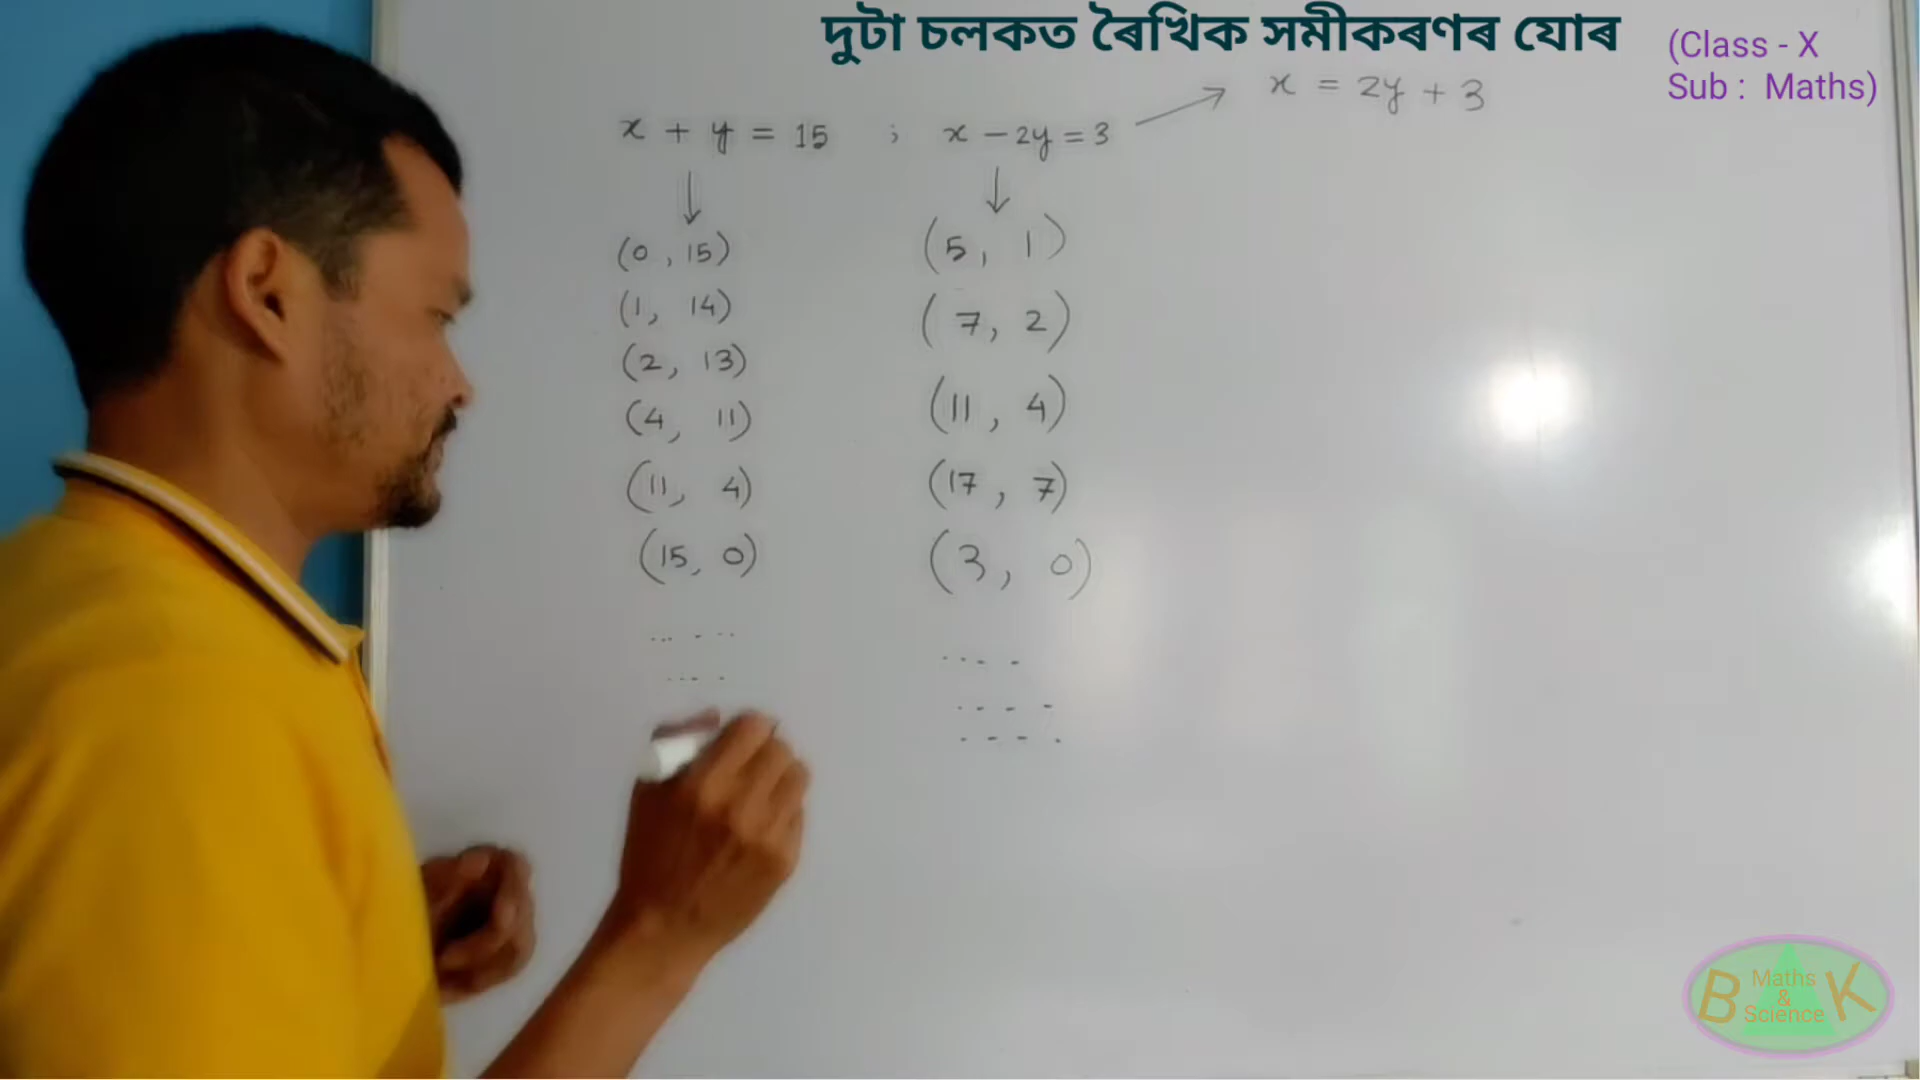 দুটা চলকত ৰৈখিক সমীকৰণৰ যোৰ
(Class - X
Sub : Maths)
x + y = 15 ; x - 2y = 3 → x = 2y + 3
↓ ↓
(0, 15) (5, 1)
(1, 14) (7, 2)
(2, 13) (11, 4)
(4, 11) (17, 7)
(11, 4) (3, 0)
(15, 0)
B Maths & Science K